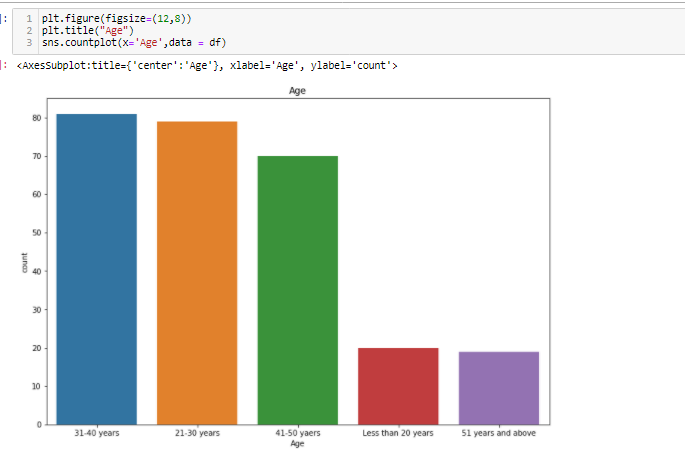 ]: 1 plt.figure(figsize=(12,8))
2 plt.title("Age")
3 sns.countplot(x='Age',data = df)
]: <AxesSubplot:title={'center':'Age'}, xlabel='Age', ylabel='count'>
Age
80
70
60
50
40
30
20
10
0
count
31-40 years 21-30 years 41-50 yaers Less than 20 years 51 years and above
Age